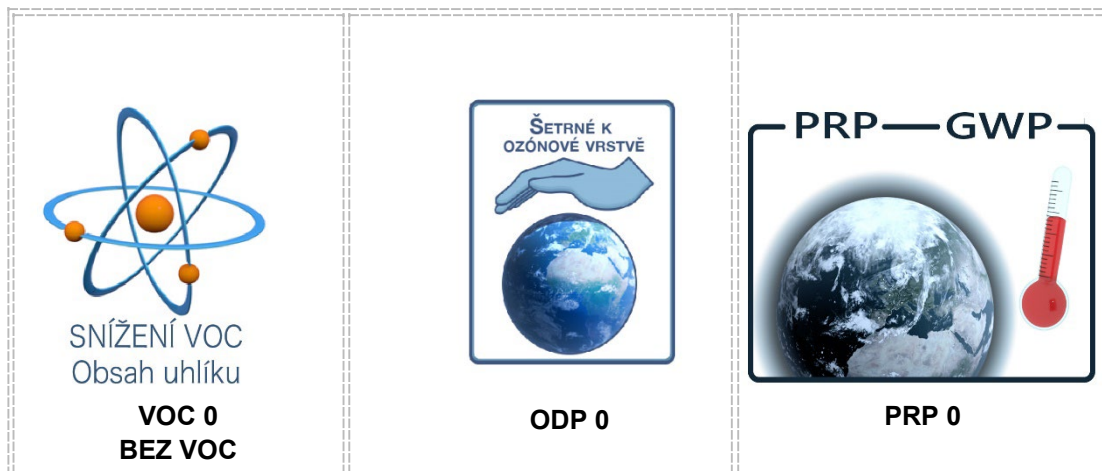 SNÍŽENÍ VOC
Obsah uhlíku
VOC 0
BEZ VOC
ŠETRNÉ K
OZÓNOVÉ VRSTVĚ
ODP 0
PRP GWP
PRP 0